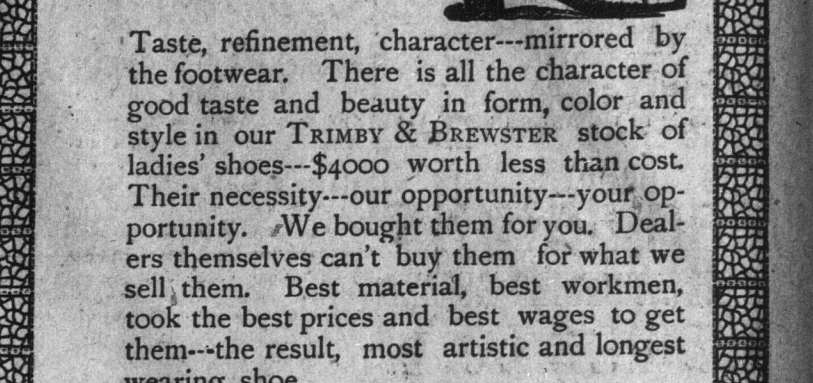 Taste, refinement, character---mirrored by
the footwear. There is all the character of
good taste and beauty in form, color and
style in our TRIMBY & BREWSTER stock of
ladies' shoes---$4000 worth less than cost.
Their necessity---our opportunity---your op-
portunity. We bought them for you. Deal-
ers themselves can't buy them for what we
sell them. Best material, best workmen,
took the best prices and best wages to get
them---the result, most artistic and longest
wearing shoe